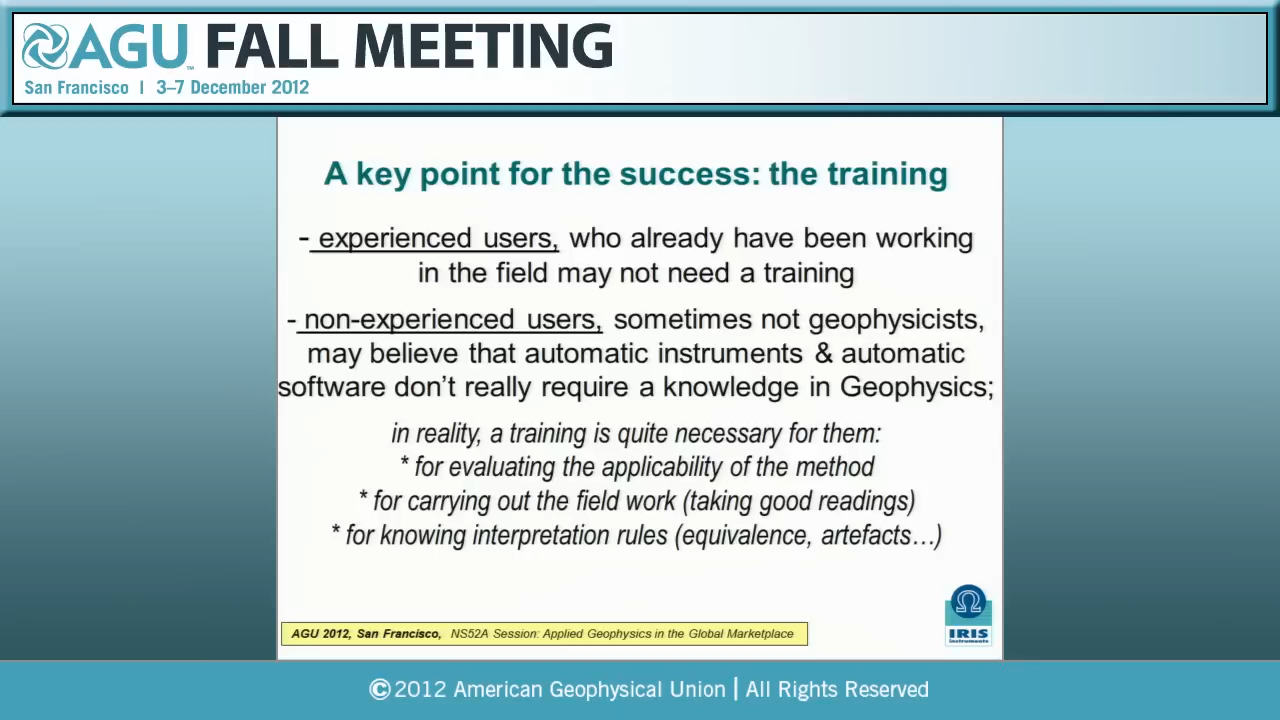 AGU FALL MEETING
San Francisco | 3–7 December 2012
A key point for the success: the training
- experienced users, who already have been working
in the field may not need a training
- non-experienced users, sometimes not geophysicists,
may believe that automatic instruments & automatic
software don't really require a knowledge in Geophysics;
in reality, a training is quite necessary for them:
* for evaluating the applicability of the method
* for carrying out the field work (taking good readings)
* for knowing interpretation rules (equivalence, artefacts…)
AGU 2012, San Francisco, NS52A Session: Applied Geophysics in the Global Marketplace
Ω
IRIS
Instruments
©2012 American Geophysical Union | All Rights Reserved